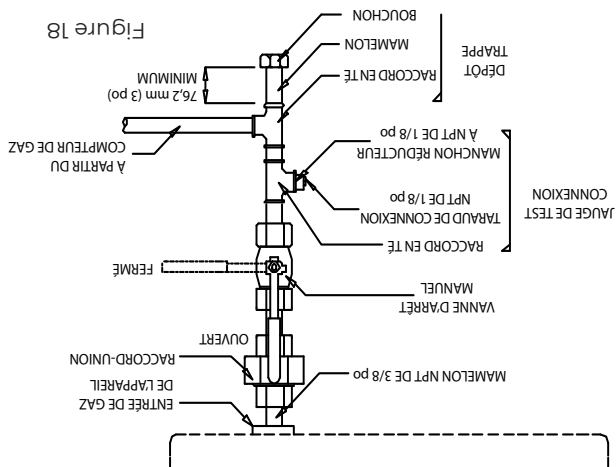 ENTRÉE DE GAZ
DE L'APPAREIL
MAMELON NPT DE 3/8 po
RACCORD-UNION
OUVERT
VANNE D'ARRÊT
MANUEL
FERMÉ
RACCORD EN TÉ
JAUGE DE TEST
CONNEXION
TARAUD DE CONNEXION
NPT DE 1/8 po
MANCHON RÉDUCTEUR
À NPT DE 1/8 po
À PARTIR DU
COMPTEUR DE GAZ
RACCORD EN TÉ
DÉPÔT
TRAPPE
76,2 mm (3 po)
MINIMUM
MAMELON
BOUCHON
Figure 18